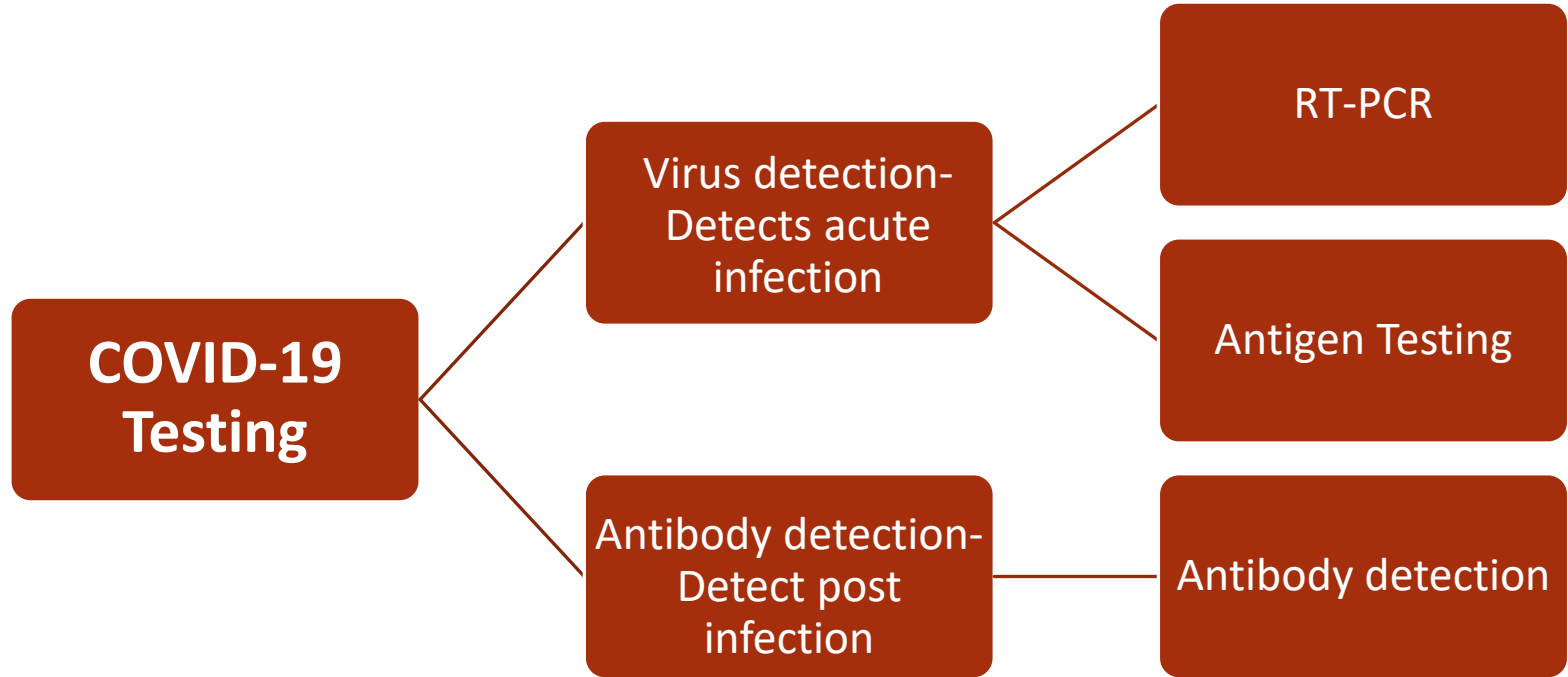 COVID-19
Testing
Virus detection-
Detects acute
infection
RT-PCR
Antigen Testing
Antibody detection-
Detect post
infection
Antibody detection